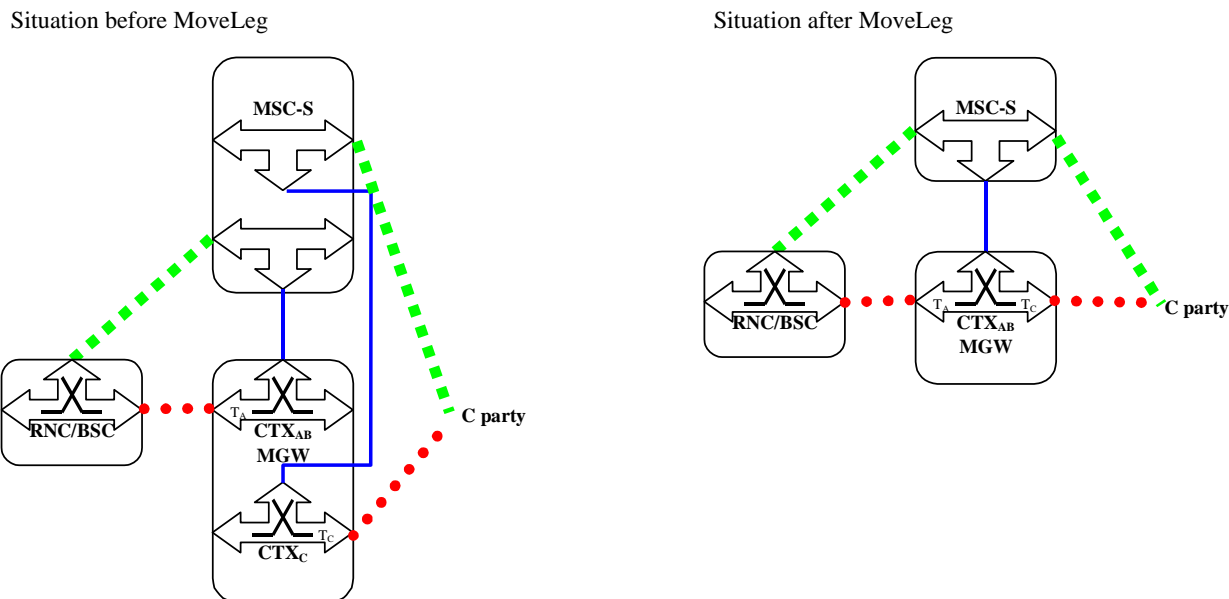 Situation before MoveLeg
Situation after MoveLeg
MSC-S
MSC-S
RNC/BSC
TA
CTXAB
MGW
C party
TC
CTXC
RNC/BSC
TA
TC
CTXAB
MGW
C party